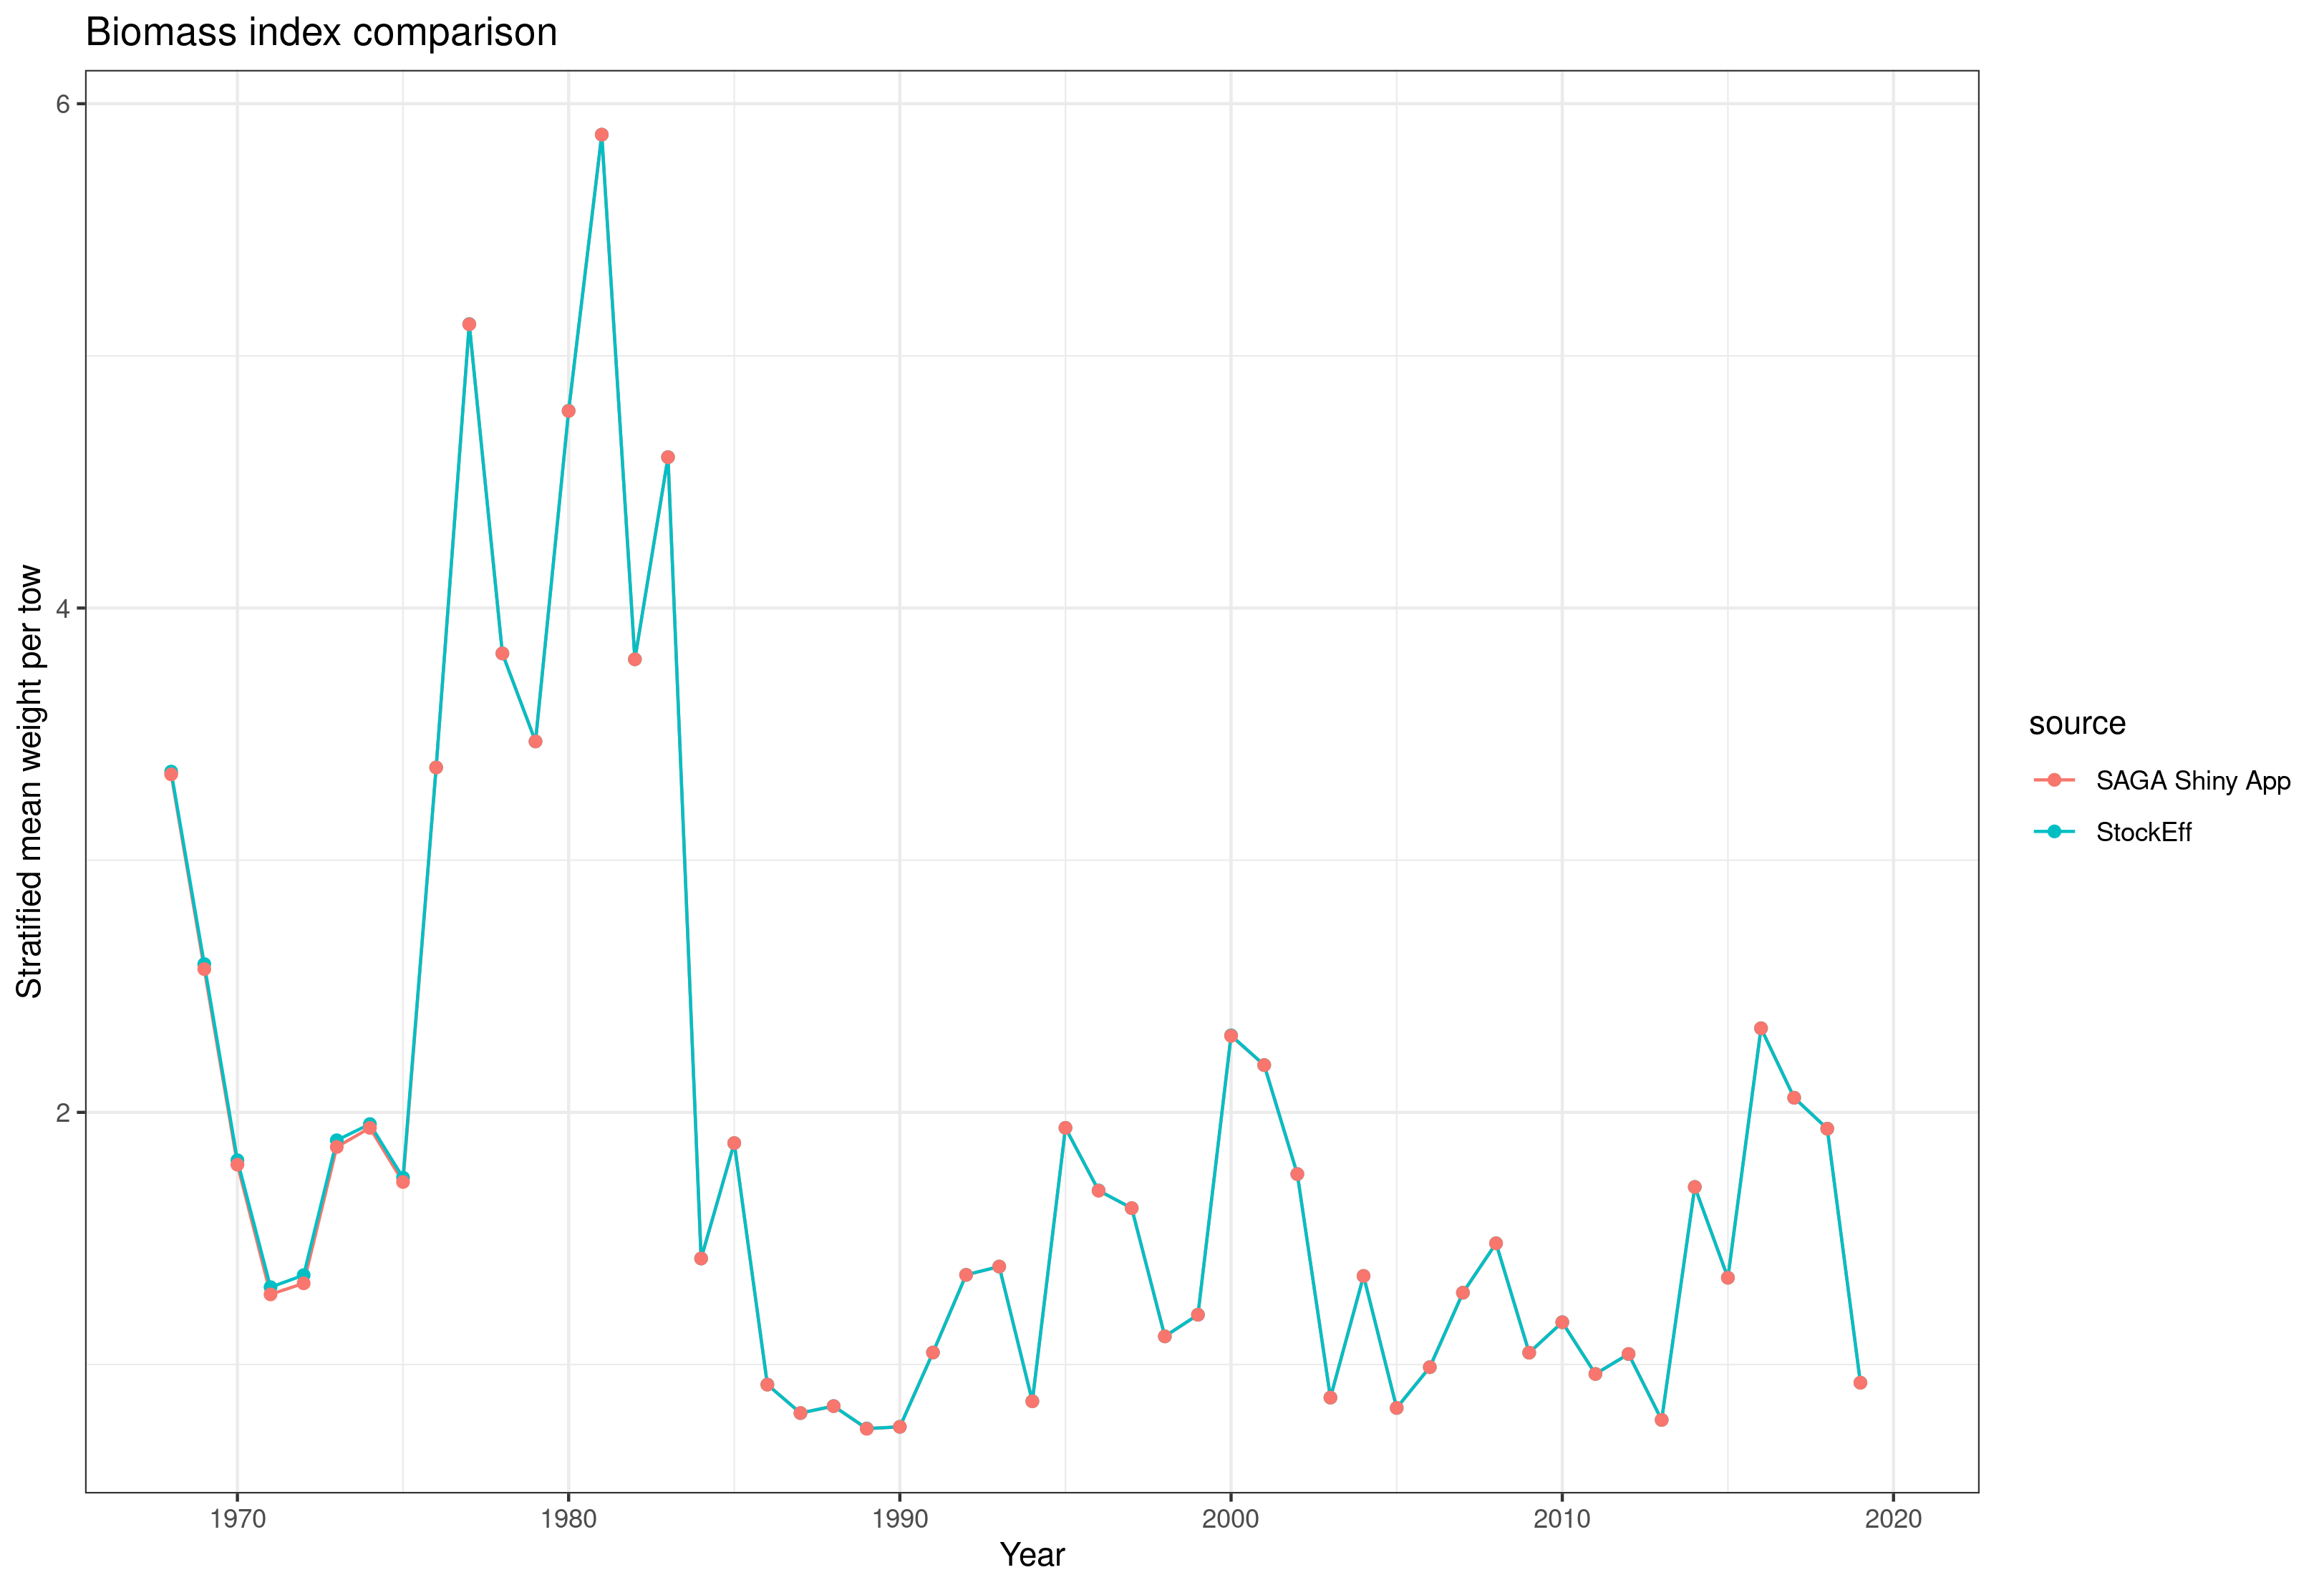 Biomass index comparison
6
4
2
Stratified mean weight per tow
1970
1980
1990
2000
2010
2020
Year
source
SAGA Shiny App
StockEff